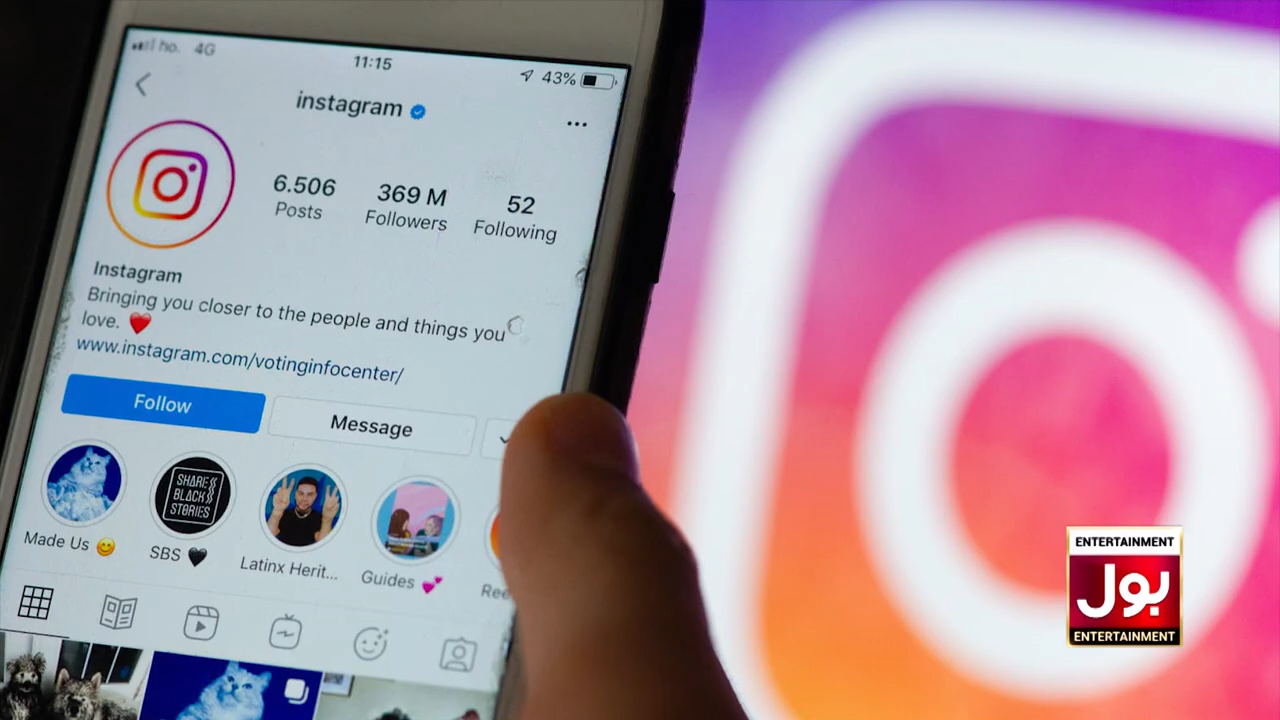 ho. 4G
11:15
43%
instagram
6.506
Posts
369 M
Followers
52
Following
Instagram
Bringing you closer to the people and things you
love. ❤️
www.instagram.com/votinginfocenter/
Follow
Message
SHARE
BLACK
STORIES
Made Us 😊
SBS 🖤
Latinx Herit...
Guides 💕
Ree
ENTERTAINMENT
بول
ENTERTAINMENT